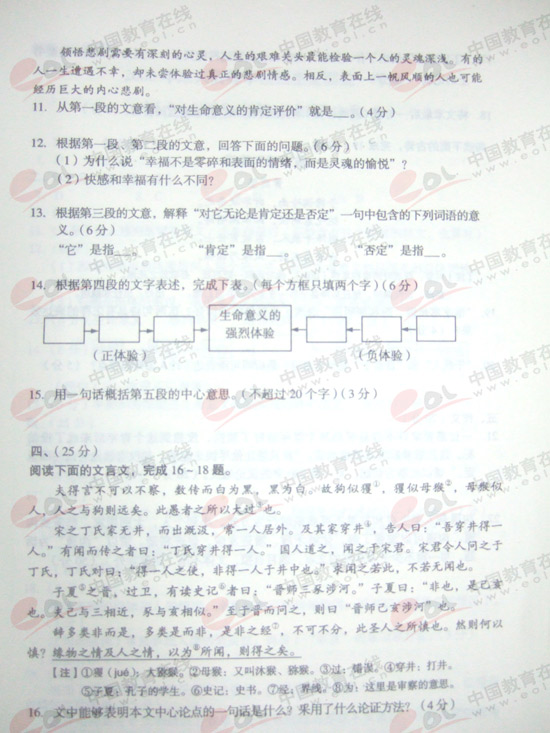 领悟悲剧需要有深刻的心灵，人生的艰难关头最能检验一个人的灵魂深浅。有的
人一生遭遇不幸，却未尝体验过真正的悲剧情感。相反，表面上一帆风顺的人也可能
经历巨大的内心悲剧。
11. 从第一段的文意看，“对生命意义的肯定评价”就是___。(4分)
12. 根据第一段、第二段的文意，回答下面的问题。(6分)
(1) 为什么说“幸福不是零碎和表面的情绪，而是灵魂的愉悦”？
(2) 快感和幸福有什么不同？
13. 根据第三段的文意，解释“对它无论是肯定还是否定”一句中包含的下列词语的意
义。(6分)
“它”是指___。 “肯定”是指___。 “否定”是指___。
14. 根据第四段的文字表述，完成下表。(每个方框只填两个字)(6分)
生命意义的
强烈体验
(正体验) (负体验)
15. 用一句话概括第五段的中心意思。(不超过20个字)(3分)
四、(25分)
阅读下面的文言文，完成16~18题。
夫得言不可以不察，数传而白为黑，黑为白。故狗似玃①，玃似母猴②，母猴似
人，人之与狗则远矣。此愚者之所以大过③也。
宋之丁氏家无井，而出溉汲，常一人居外。及其家穿井④，告人曰：“吾穿井得一
人。”有闻而传之者曰：“丁氏穿井得一人。”国人道之，闻之于宋君。宋君令人问之于
丁氏，丁氏对曰：“得一人之使，非得一人于井中也。”求闻之若此，不若无闻也。
子夏⑤之晋，过卫，有读史记⑥者曰：“晋师三豕涉河。”子夏曰：“非也，是己亥
也。夫己与三相近，豕与亥相似。”至于晋而问之，则曰“晋师己亥涉河”也。
辞多类非而是，多类是而非，是非之经⑦，不可不分，此圣人之所慎也。然则何以
慎？缘物之情及人之情，以为⑧所闻，则得之矣。
【注】①玃(jué)：大猕猴。②母猴：又叫沐猴、猕猴。③过：错误。④穿井：打井。
⑤子夏：孔子的学生。⑥史记：史书。⑦经：界线。⑧为：这里是审察的意思。
16. 文中能够表明本文中心论点的一句话是什么？采用了什么论证方法？(4分)
中国教育在线
eol.cn